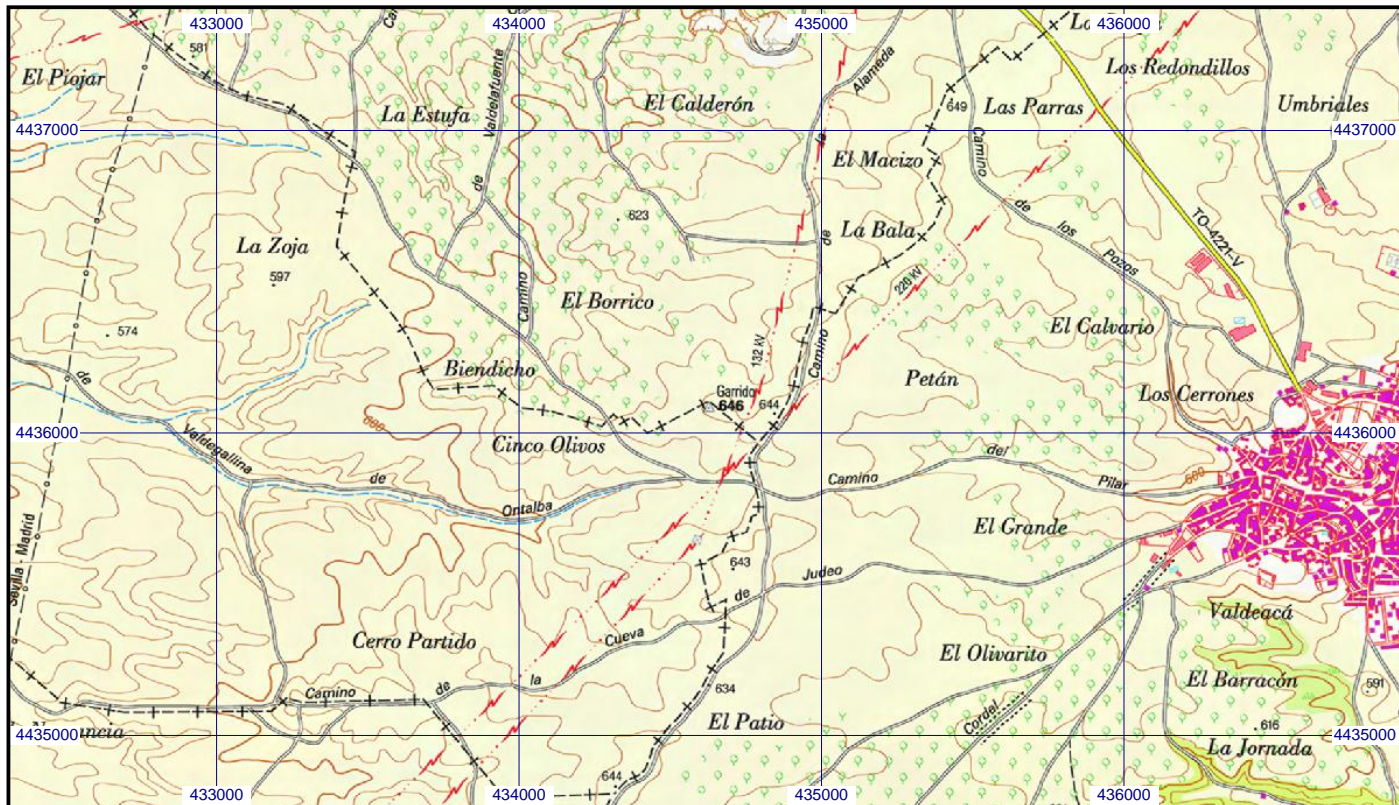 433000
434000
435000
436000
581
El Piojar
La Estufa
Valdelafuente
de
Camino
El Calderón
Alameda
la
de
Camino
Los Redondillos
Las Parras
649
Umbriales
4437000
4437000
El Macizo
Camino
de
los
Pozos
TO-4221-V
623
La Zoja
597
La Bala
220 kV
El Borrico
574
El Calvario
132 kV
Biendicho
Garrido
646
644
Petán
Los Cerrones
de
Valdegallina
600
4436000
4436000
Cinco Olivos
de
Ontalba
Camino
del
Pilar
600
El Grande
Sevilla - Madrid
643
Judeo
de
Cueva
la
de
Camino
Valdeacá
Cerro Partido
El Olivarito
El Barracón
591
634
El Patio
Cordel
616
La Jornada
4435000
4435000
644
433000
434000
435000
436000